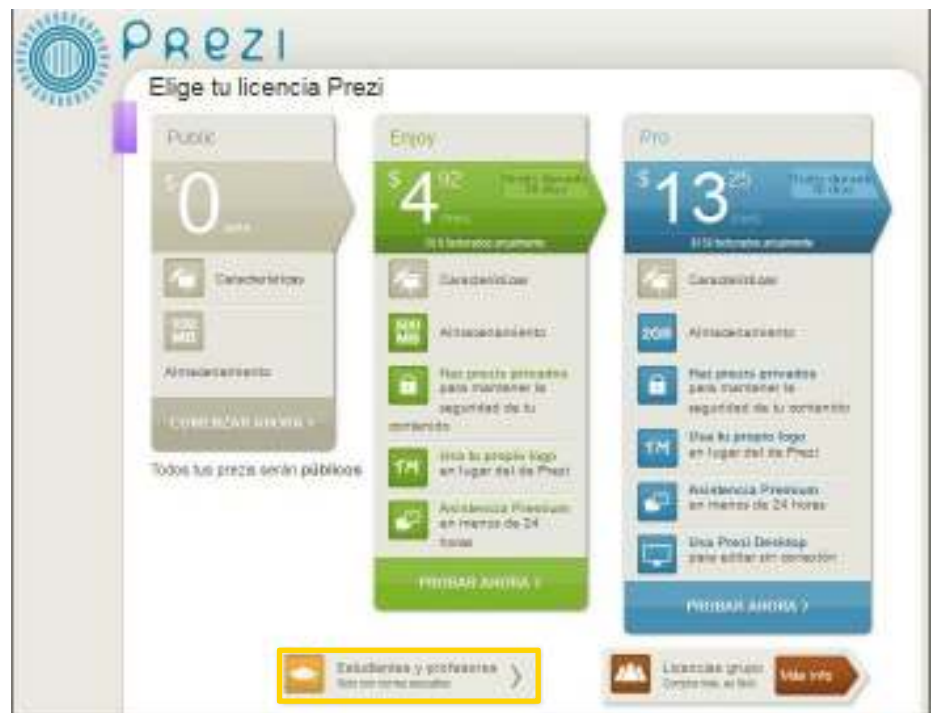 PREZI
Elige tu licencia Prezi
Public
Enjoy
Pro
$0
$4.92
$13.25
Características
500 MB
Almacenamiento
COMENZAR AHORA >
Todos tus prezis serán públicos
Características
500 MB
Almacenamiento
Haz prezis privados
para mantener la
seguridad de tu
contenido
Usa tu propio logo
en lugar del de Prezi
Asistencia Premium
en menos de 24
horas
PROBAR AHORA >
Características
2GB
Almacenamiento
Haz prezis privados
para mantener la
seguridad de tu contenido
Usa tu propio logo
en lugar del de Prezi
Asistencia Premium
en menos de 24 horas
Usa Prezi Desktop
para editar sin conexión
PROBAR AHORA >
Estudiantes y profesores
Licencias grupo
Más info